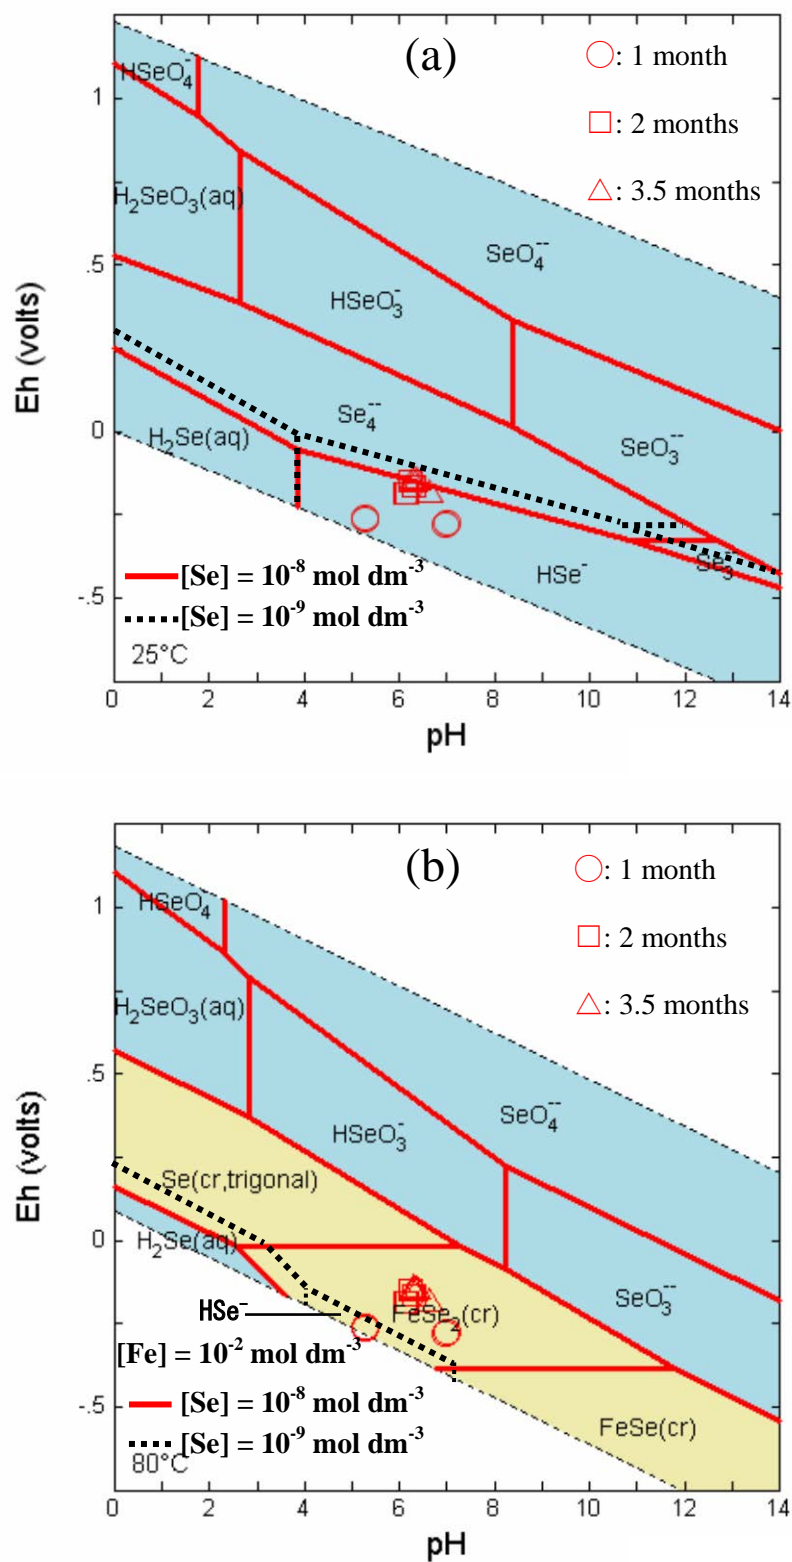 (a)
○: 1 month
□: 2 months
△: 3.5 months
HSeO₄⁻
H₂SeO₃(aq)
SeO₄⁻⁻
HSeO₃⁻
Se₄⁻⁻
H₂Se(aq)
SeO₃⁻⁻
HSe⁻
Se₃⁻⁻
[Se] = 10⁻⁸ mol dm⁻³
[Se] = 10⁻⁹ mol dm⁻³
25°C
1
.5
0
-.5
Eh (volts)
0 2 4 6 8 10 12 14
pH
(b)
○: 1 month
□: 2 months
△: 3.5 months
HSeO₄⁻
H₂SeO₃(aq)
SeO₄⁻⁻
HSeO₃⁻
Se(cr,trigonal)
H₂Se(aq)
HSe⁻
FeSe₂(cr)
SeO₃⁻⁻
[Fe] = 10⁻² mol dm⁻³
[Se] = 10⁻⁸ mol dm⁻³
[Se] = 10⁻⁹ mol dm⁻³
FeSe(cr)
80°C
1
.5
0
-.5
Eh (volts)
0 2 4 6 8 10 12 14
pH